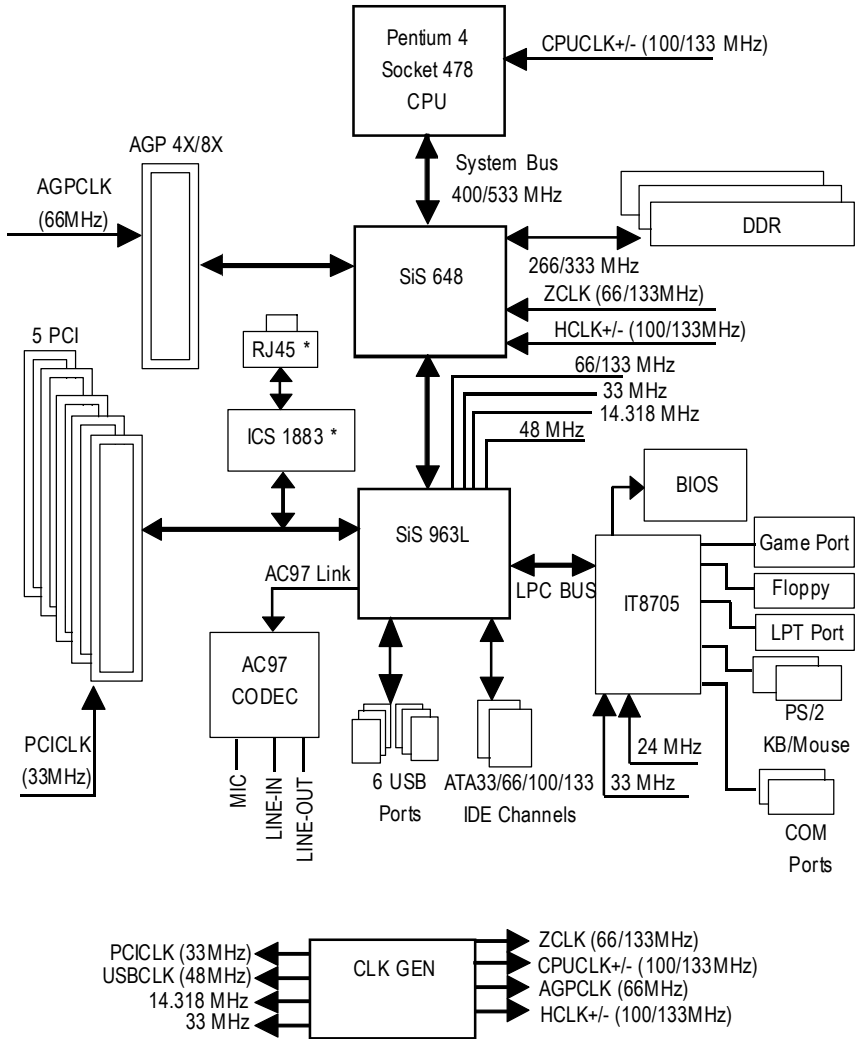 Pentium 4
Socket 478
CPU
CPUCLK+/- (100/133 MHz)
AGP 4X/8X
AGPCLK
(66MHz)
System Bus
400/533 MHz
DDR
266/333 MHz
SiS 648
ZCLK (66/133MHz)
HCLK+/- (100/133MHz)
5 PCI
RJ45 *
66/133 MHz
33 MHz
14.318 MHz
48 MHz
ICS 1883 *
BIOS
SiS 963L
Game Port
AC97 Link
LPC BUS
IT8705
Floppy
LPT Port
AC97
CODEC
PS/2
KB/Mouse
PCICLK
(33MHz)
24 MHz
33 MHz
MIC
LINE-IN
LINE-OUT
6 USB
Ports
ATA33/66/100/133
IDE Channels
COM
Ports
CLK GEN
PCICLK (33MHz)
USBCLK (48MHz)
14.318 MHz
33 MHz
ZCLK (66/133MHz)
CPUCLK+/- (100/133MHz)
AGPCLK (66MHz)
HCLK+/- (100/133MHz)